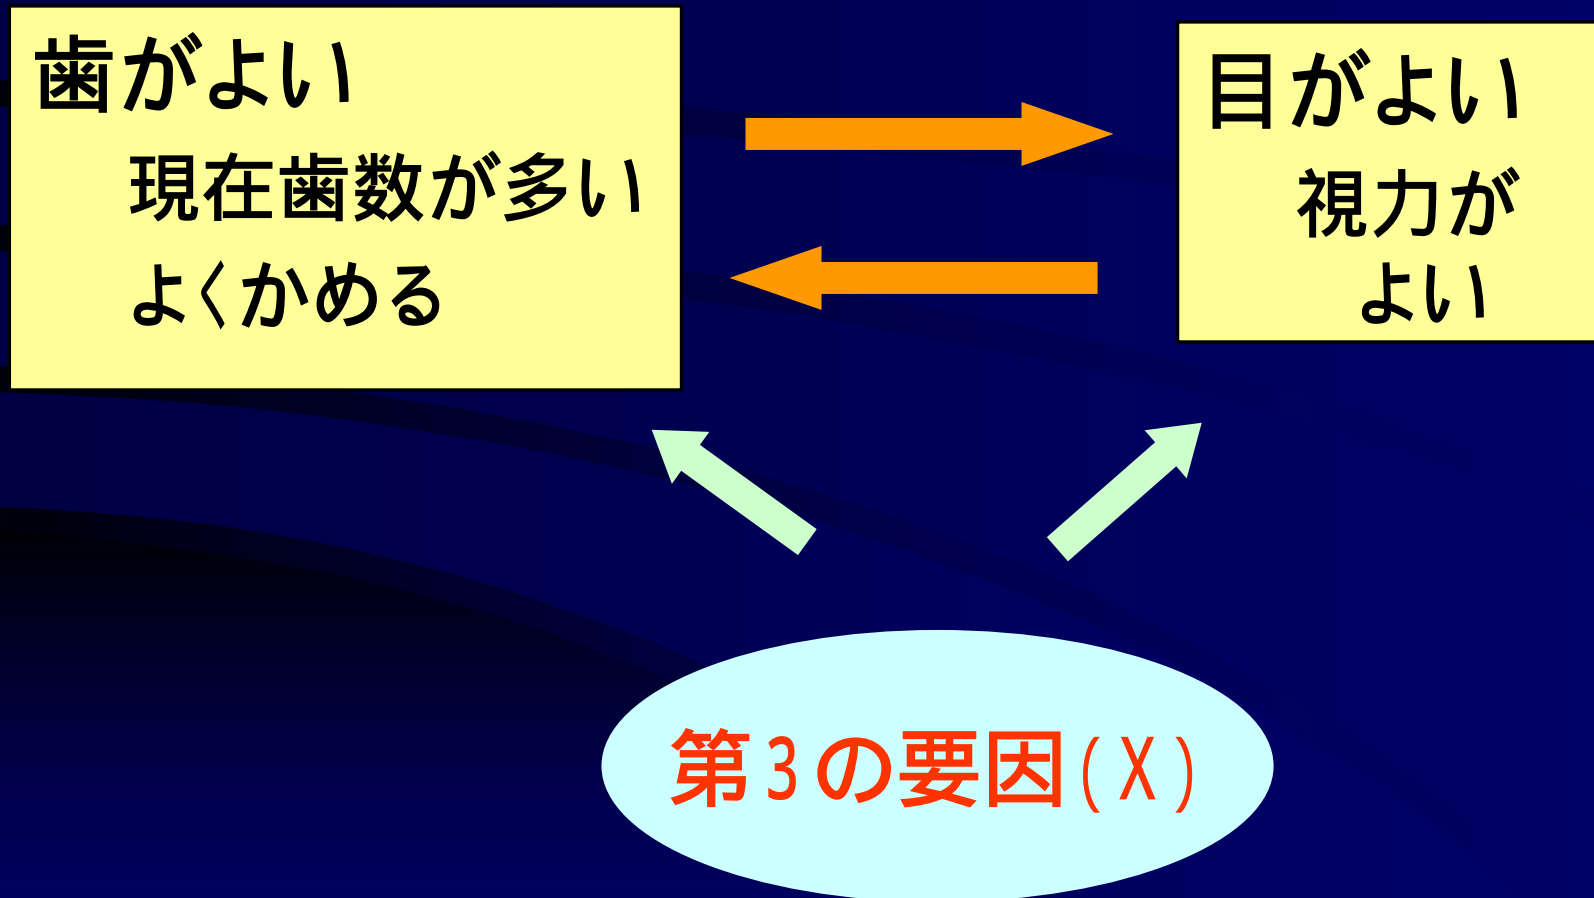 歯がよい
現在歯数が多い
よくかめる
目がよい
視力が
よい
第3の要因(X)